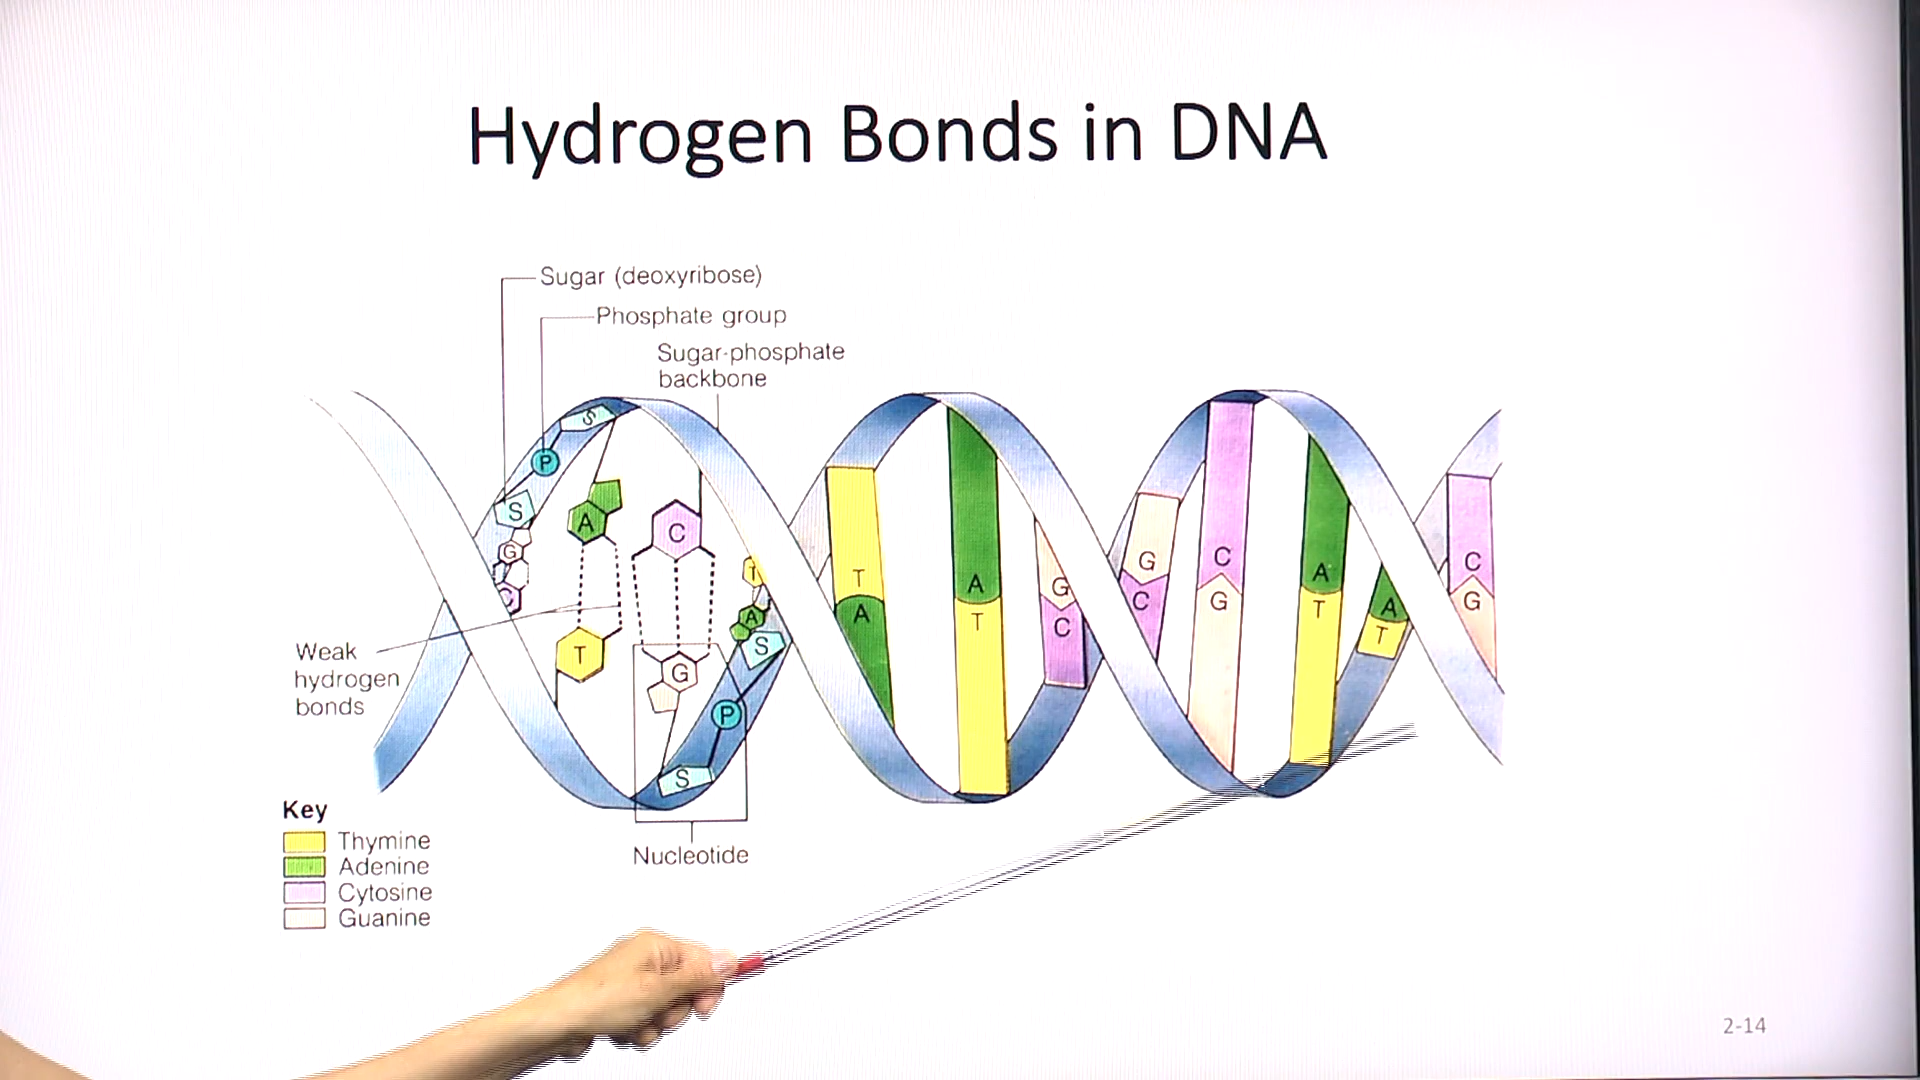 Hydrogen Bonds in DNA
Sugar (deoxyribose)
Phosphate group
Sugar-phosphate
backbone
S
P
S
A
C
G
C
T
A
S
T
G
P
S
T
A
A
T
G
C
G
C
C
G
A
T
A
T
C
G
Weak
hydrogen
bonds
Nucleotide
Key
Thymine
Adenine
Cytosine
Guanine
2-14